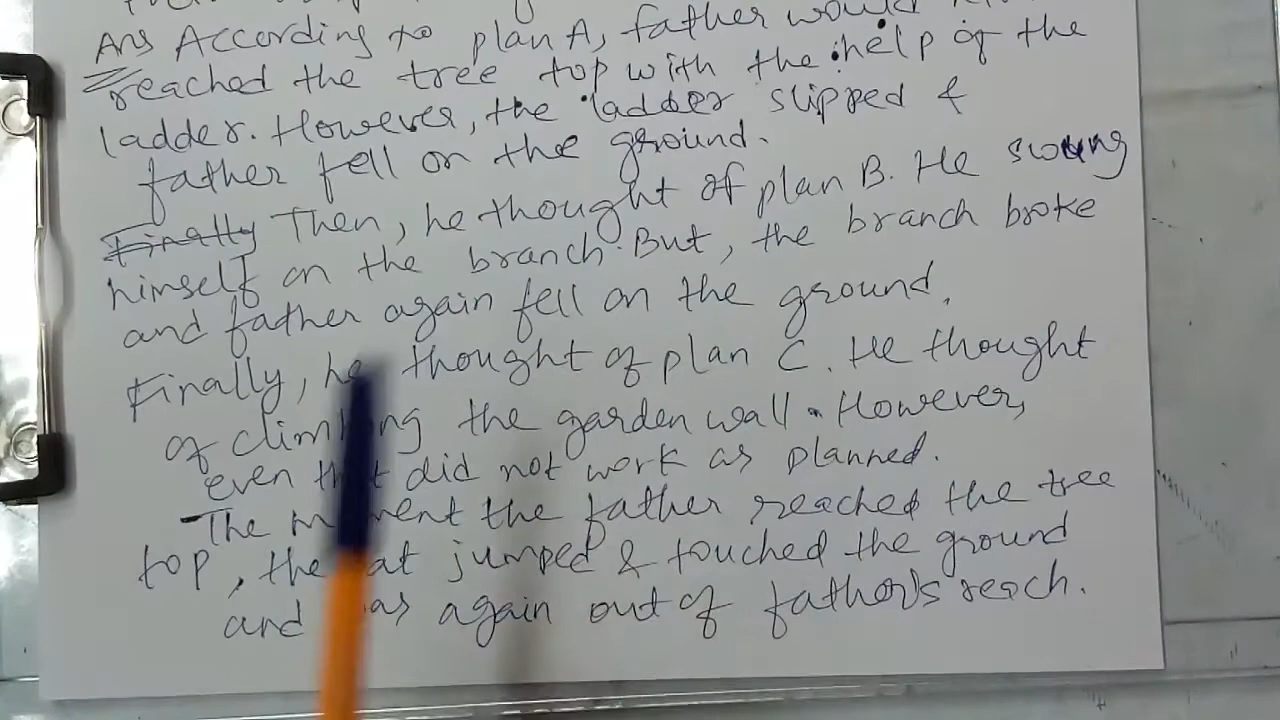 Ans According to plan A, father would
reached the tree top with the help of the
ladder. However, the ladder slipped &
father fell on the ground.
Finally Then, he thought of plan B. He swung
himself on the branch. But, the branch broke
and father again fell on the ground.
Finally, he thought of plan C. He thought
of climbing the garden wall. However,
even that did not work as planned.
The moment the father reached the tree
top, the cat jumped & touched the ground
and was again out of father's reach.